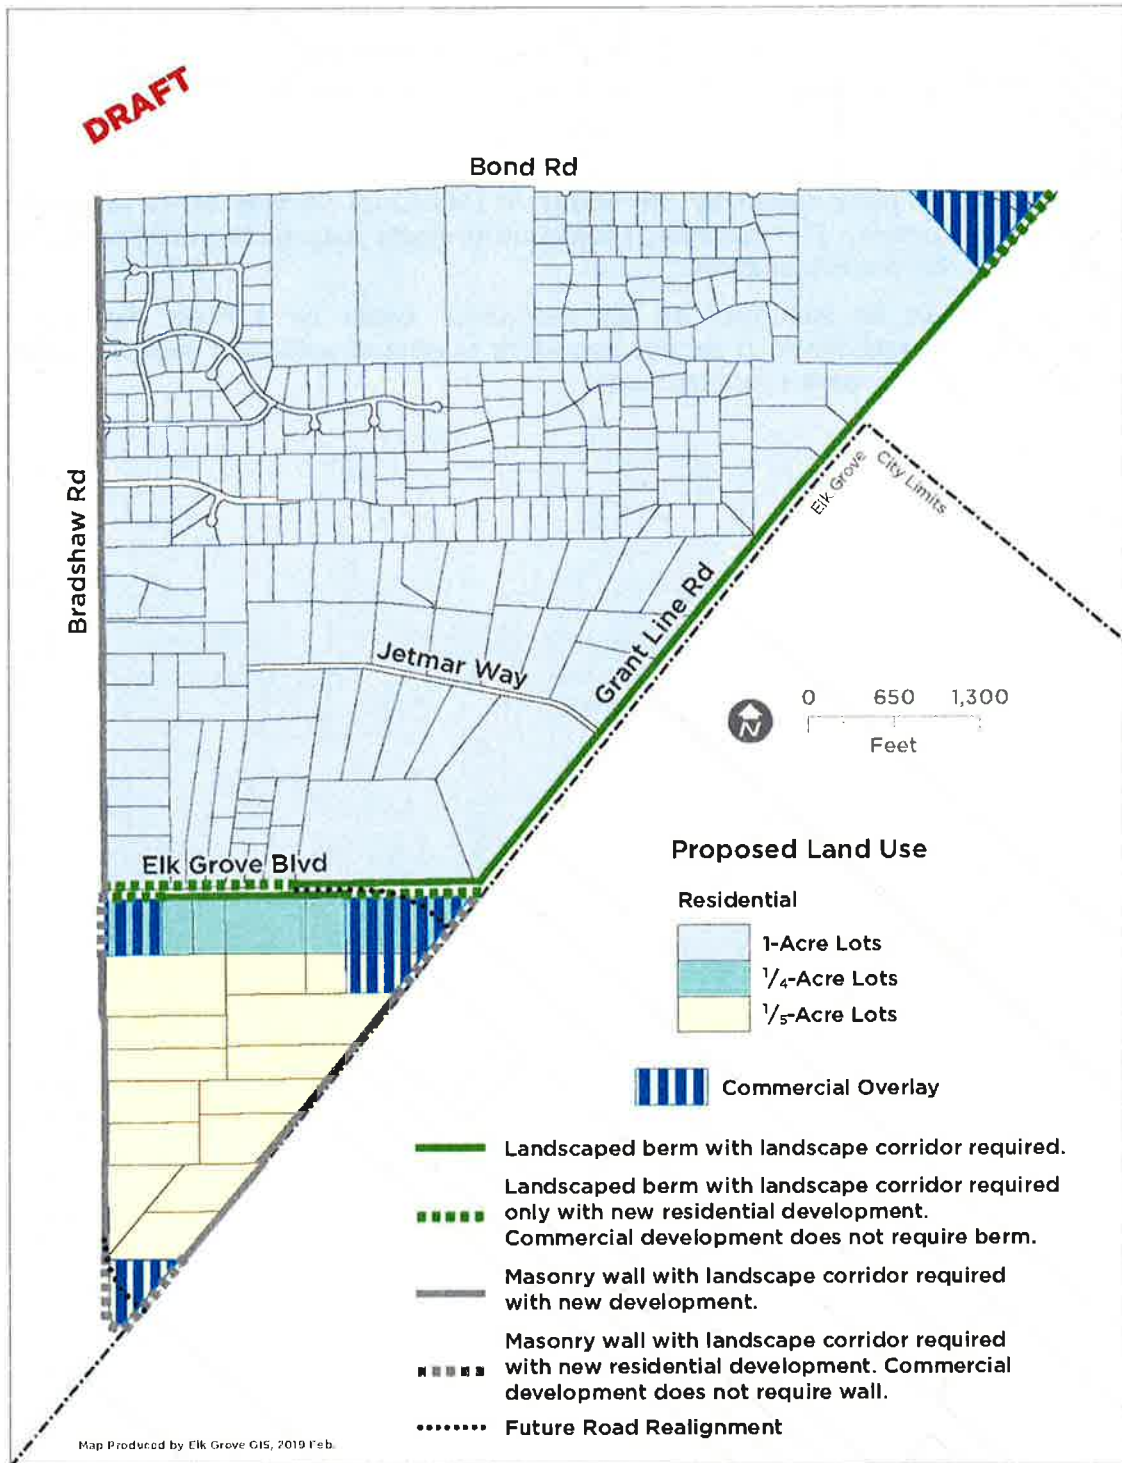 DRAFT
Bond Rd
Bradshaw Rd
Elk Grove
City Limits
Grant Line Rd
Jetmar Way
0 650 1,300
N
Feet
Elk Grove Blvd
Proposed Land Use
Residential
1-Acre Lots
1/4-Acre Lots
1/5-Acre Lots
Commercial Overlay
Landscaped berm with landscape corridor required.
Landscaped berm with landscape corridor required
only with new residential development.
Commercial development does not require berm.
Masonry wall with landscape corridor required
with new development.
Masonry wall with landscape corridor required
with new residential development. Commercial
development does not require wall.
Future Road Realignment
Map Produced by Elk Grove GIS, 2019 Feb.